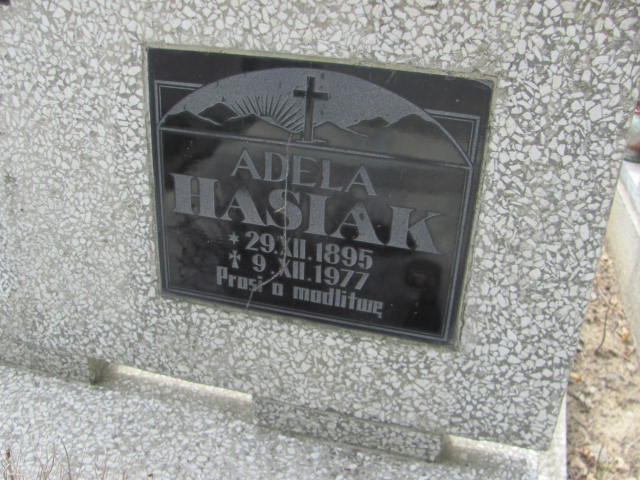 ADELA
HASIAK
* 29.XII.1895
✝ 9.XII.1977
Prosi o modlitwę